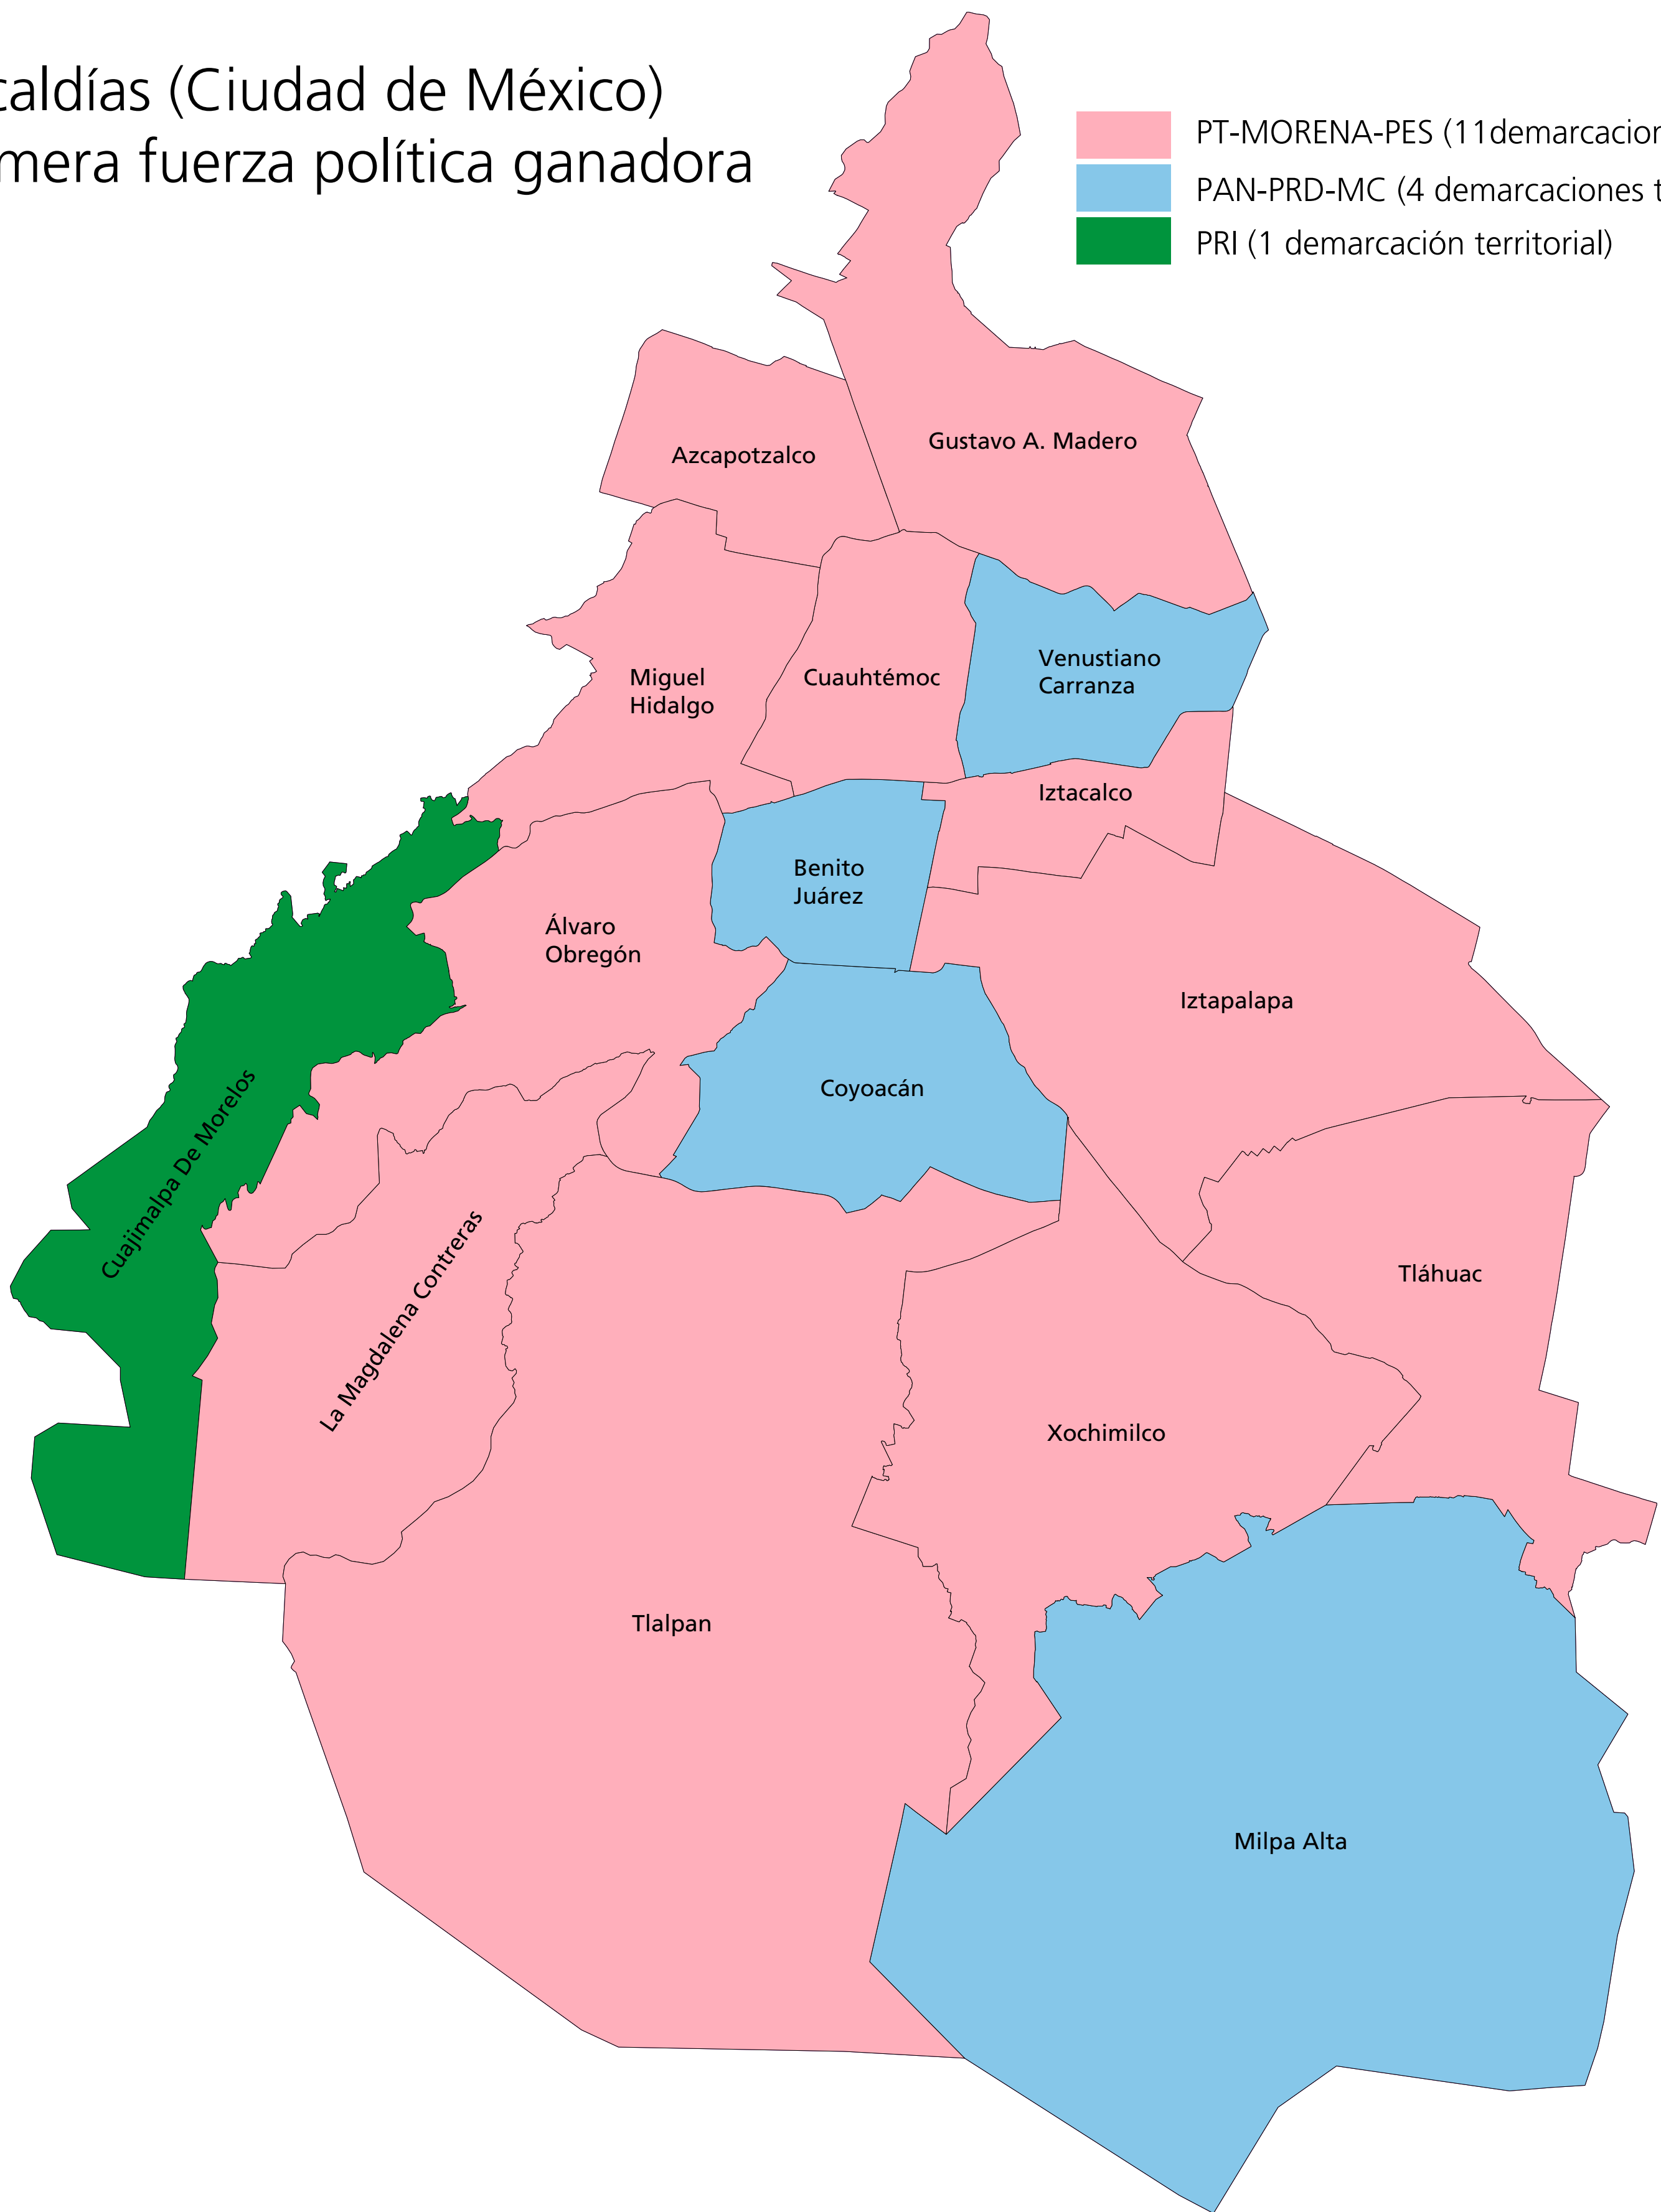 caldías (Ciudad de México)
mera fuerza política ganadora
PT-MORENA-PES (11demarcacion
PAN-PRD-MC (4 demarcaciones t
PRI (1 demarcación territorial)
Gustavo A. Madero
Azcapotzalco
Miguel
Hidalgo
Cuauhtémoc
Venustiano
Carranza
Iztacalco
Benito
Juárez
Álvaro
Obregón
Iztapalapa
Coyoacán
Cuajimalpa De Morelos
La Magdalena Contreras
Tláhuac
Xochimilco
Tlalpan
Milpa Alta